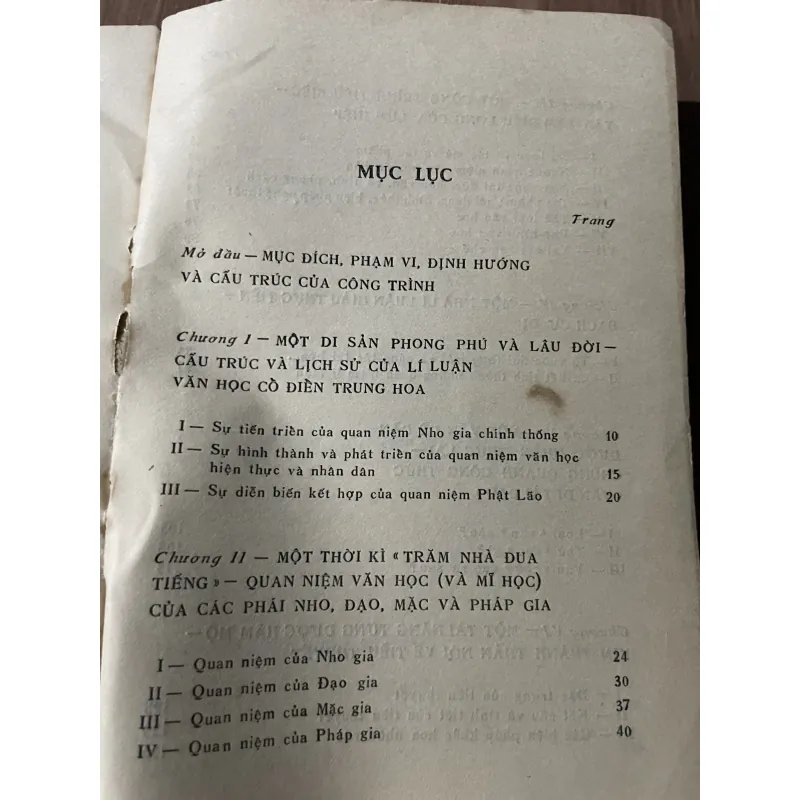 MỤC LỤC
Trang
Mở đầu — MỤC ĐÍCH, PHẠM VI, ĐỊNH HƯỚNG
VÀ CẤU TRÚC CỦA CÔNG TRÌNH
Chương I — MỘT DI SẢN PHONG PHÚ VÀ LÂU ĐỜI —
CẤU TRÚC VÀ LỊCH SỬ CỦA LÍ LUẬN
VĂN HỌC CỔ ĐIỂN TRUNG HOA
I — Sự tiến triển của quan niệm Nho gia chính thống 10
II — Sự hình thành và phát triển của quan niệm văn học
hiện thực và nhân dân 15
III — Sự diễn biến kết hợp của quan niệm Phật Lão 20
Chương II — MỘT THỜI KÌ « TRĂM NHÀ ĐUA
TIẾNG » — QUAN NIỆM VĂN HỌC (VÀ MĨ HỌC)
CỦA CÁC PHÁI NHO, ĐẠO, MẶC VÀ PHÁP GIA
I — Quan niệm của Nho gia 24
II — Quan niệm của Đạo gia 30
III — Quan niệm của Mặc gia 37
IV — Quan niệm của Pháp gia 40